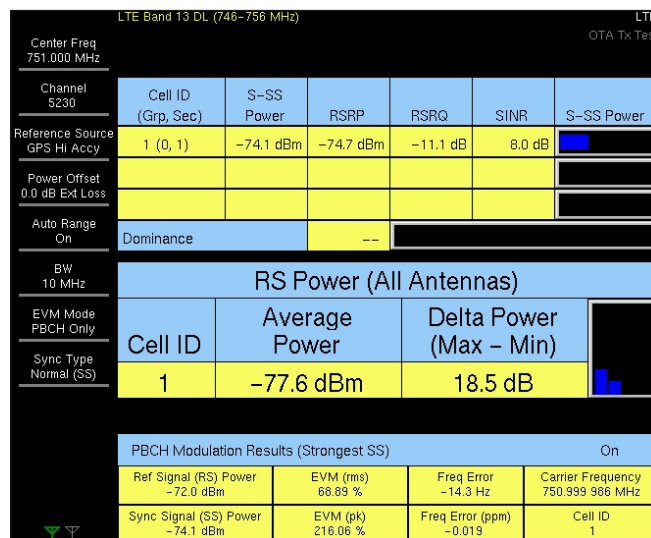 LTE Band 13 DL (746-756 MHz)
Center Freq
751.000 MHz
Channel
5230
Reference Source
GPS Hi Accy
Power Offset
0.0 dB Ext Loss
Auto Range
On
BW
10 MHz
EVM Mode
PBCH Only
Sync Type
Normal (SS)
LTE
OTA Tx Tes
Cell ID
(Grp, Sec)
S-SS
Power
RSRP
RSRQ
SINR
S-SS Power
1 (0, 1)
-74.1 dBm
-74.7 dBm
-11.1 dB
8.0 dB
Dominance
--
RS Power (All Antennas)
Cell ID
Average
Power
Delta Power
(Max - Min)
1
-77.6 dBm
18.5 dB
PBCH Modulation Results (Strongest SS)
On
Ref Signal (RS) Power
-72.0 dBm
EVM (rms)
68.89 %
Freq Error
-14.3 Hz
Carrier Frequency
750.999 986 MHz
Sync Signal (SS) Power
-74.1 dBm
EVM (pk)
216.06 %
Freq Error (ppm)
-0.019
Cell ID
1